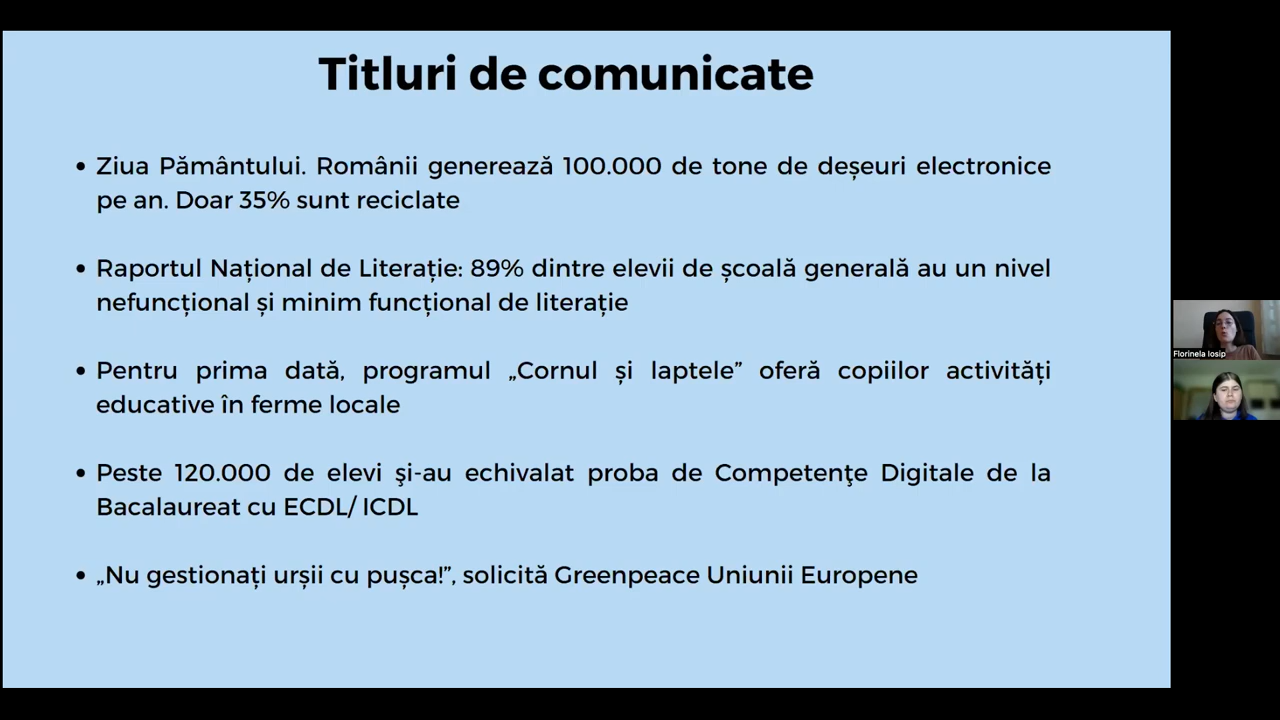 Titluri de comunicate
• Ziua Pământului. Românii generează 100.000 de tone de deșeuri electronice
pe an. Doar 35% sunt reciclate
• Raportul Național de Literație: 89% dintre elevii de școală generală au un nivel
nefuncțional și minim funcțional de literație
• Pentru prima dată, programul „Cornul și laptele” oferă copiilor activități
educative în ferme locale
• Peste 120.000 de elevi şi-au echivalat proba de Competenţe Digitale de la
Bacalaureat cu ECDL/ ICDL
• „Nu gestionați urșii cu pușca!”, solicită Greenpeace Uniunii Europene
Florinela Iosip